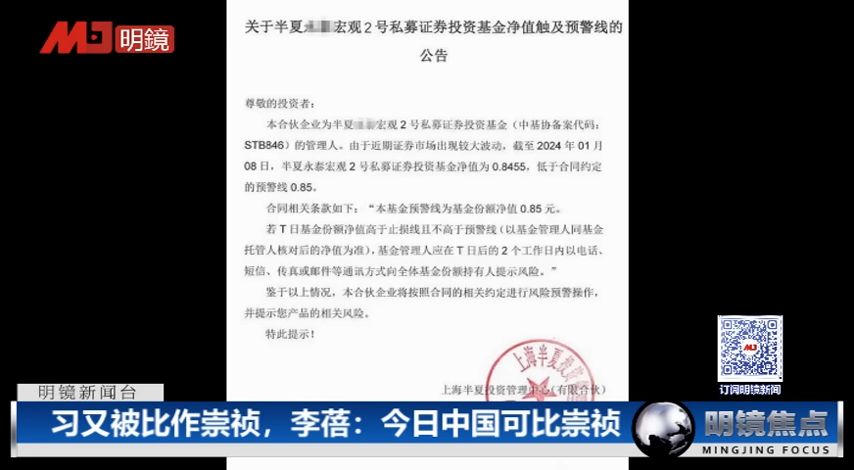 明鏡
关于半夏宏观2号私募证券投资基金净值触及预警线的
公告
尊敬的投资者：
本合伙企业为半夏宏观2号私募证券投资基金（中基协备案代码：
STB846）的管理人。由于近期证券市场出现较大波动，截至2024年01月
08日，半夏永泰宏观2号私募证券投资基金净值为0.8455，低于合同约定
的预警线0.85。
合同相关条款如下：“本基金预警线为基金份额净值0.85元。
若T日基金份额净值高于止损线且不高于预警线（以基金管理人同基金
托管人核对后的净值为准），基金管理人应在T日后的2个工作日内以电话、
短信、传真或邮件等通讯方式向全体基金份额持有人提示风险。”
鉴于以上情况，本合伙企业将按照合同的相关约定进行风险预警操作，
并提示您产品的相关风险。
特此提示！
上海半夏投资
上海半夏投资管理中心（有限合伙）
订阅明镜新闻
明镜新闻台
习又被比作崇祯，李蓓：今日中国可比崇祯
明镜焦点
MINGJING FOCUS